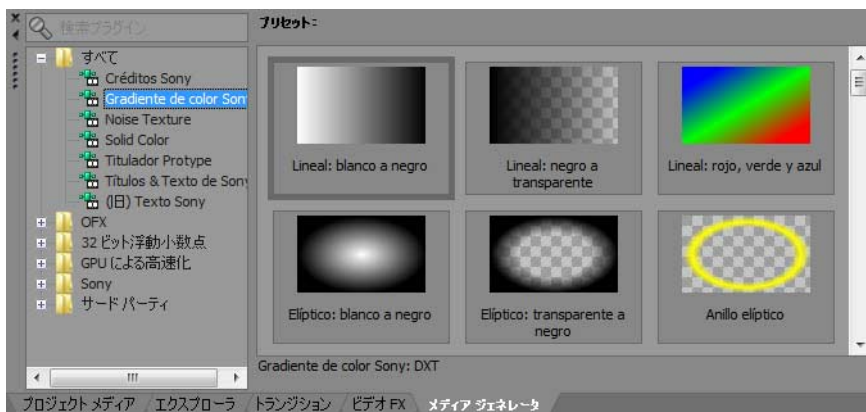 検索プラグイン
プリセット:
すべて
Créditos Sony
Gradiente de color Son
Noise Texture
Solid Color
Titulador Protype
Títulos & Texto de Sony
(旧) Texto Sony
OFX
32 ビット浮動小数点
GPU による高速化
Sony
サード パーティ
Lineal: blanco a negro
Lineal: negro a
transparente
Lineal: rojo, verde y azul
Elíptico: blanco a negro
Elíptico: transparente a
negro
Anillo elíptico
Gradiente de color Sony: DXT
プロジェクト メディア
エクスプローラ
トランジション
ビデオ FX
メディア ジェネレータ